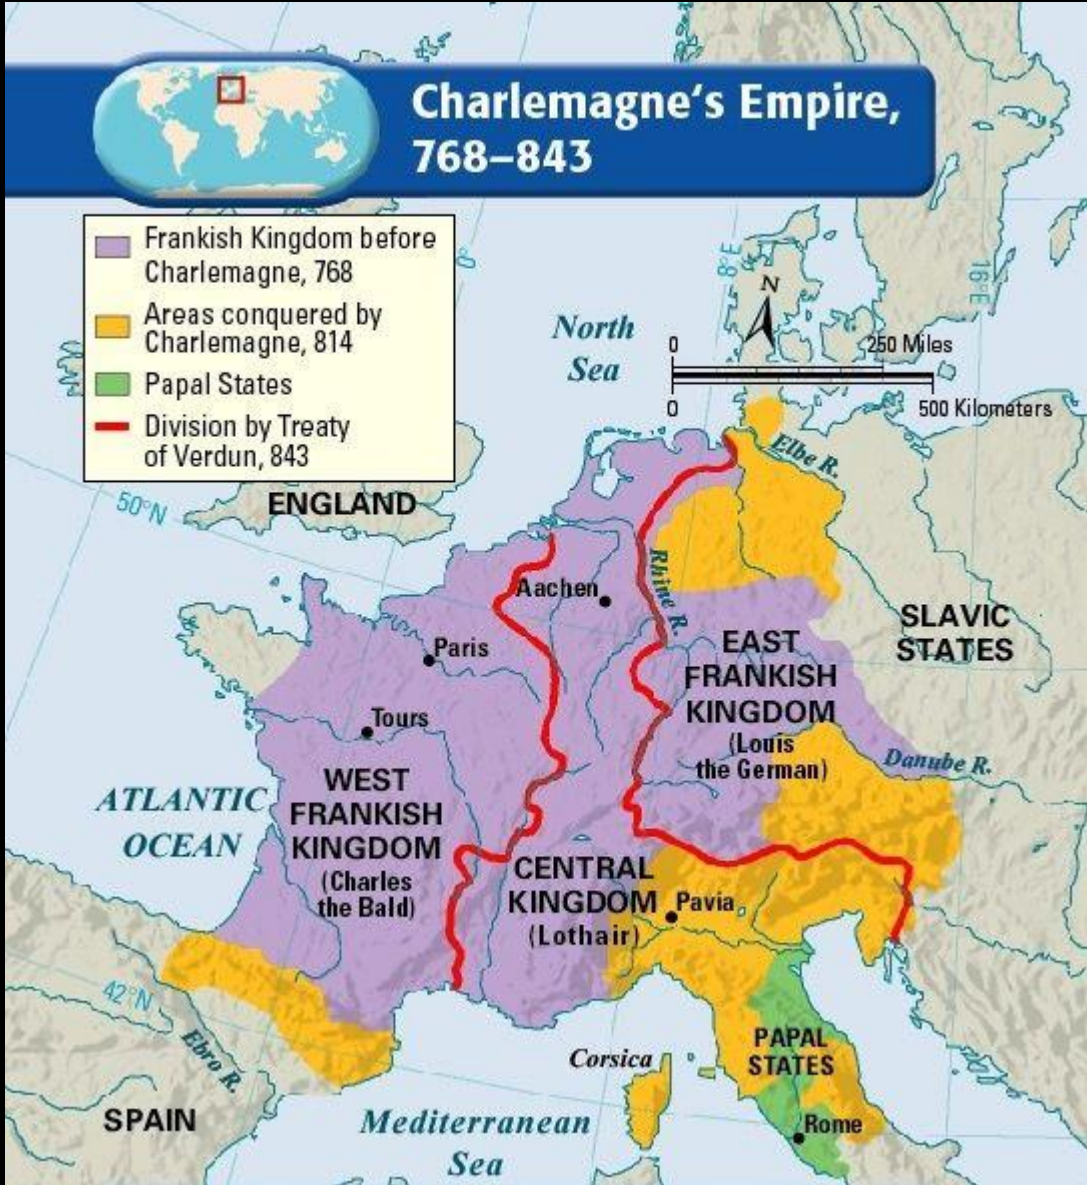 Charlemagne's Empire,
768–843
Frankish Kingdom before
Charlemagne, 768
Areas conquered by
Charlemagne, 814
Papal States
Division by Treaty
of Verdun, 843
0°
8°E
16°E
N
North
Sea
0
250 Miles
0
500 Kilometers
Elbe R.
50°N
ENGLAND
Rhine R.
Aachen
SLAVIC
STATES
Paris
EAST
FRANKISH
KINGDOM
(Louis
the German)
Tours
Danube R.
WEST
FRANKISH
KINGDOM
(Charles
the Bald)
ATLANTIC
OCEAN
CENTRAL
KINGDOM
(Lothair)
Pavia
42°N
Ebro R.
PAPAL
STATES
Corsica
SPAIN
Mediterranean
Sea
Rome